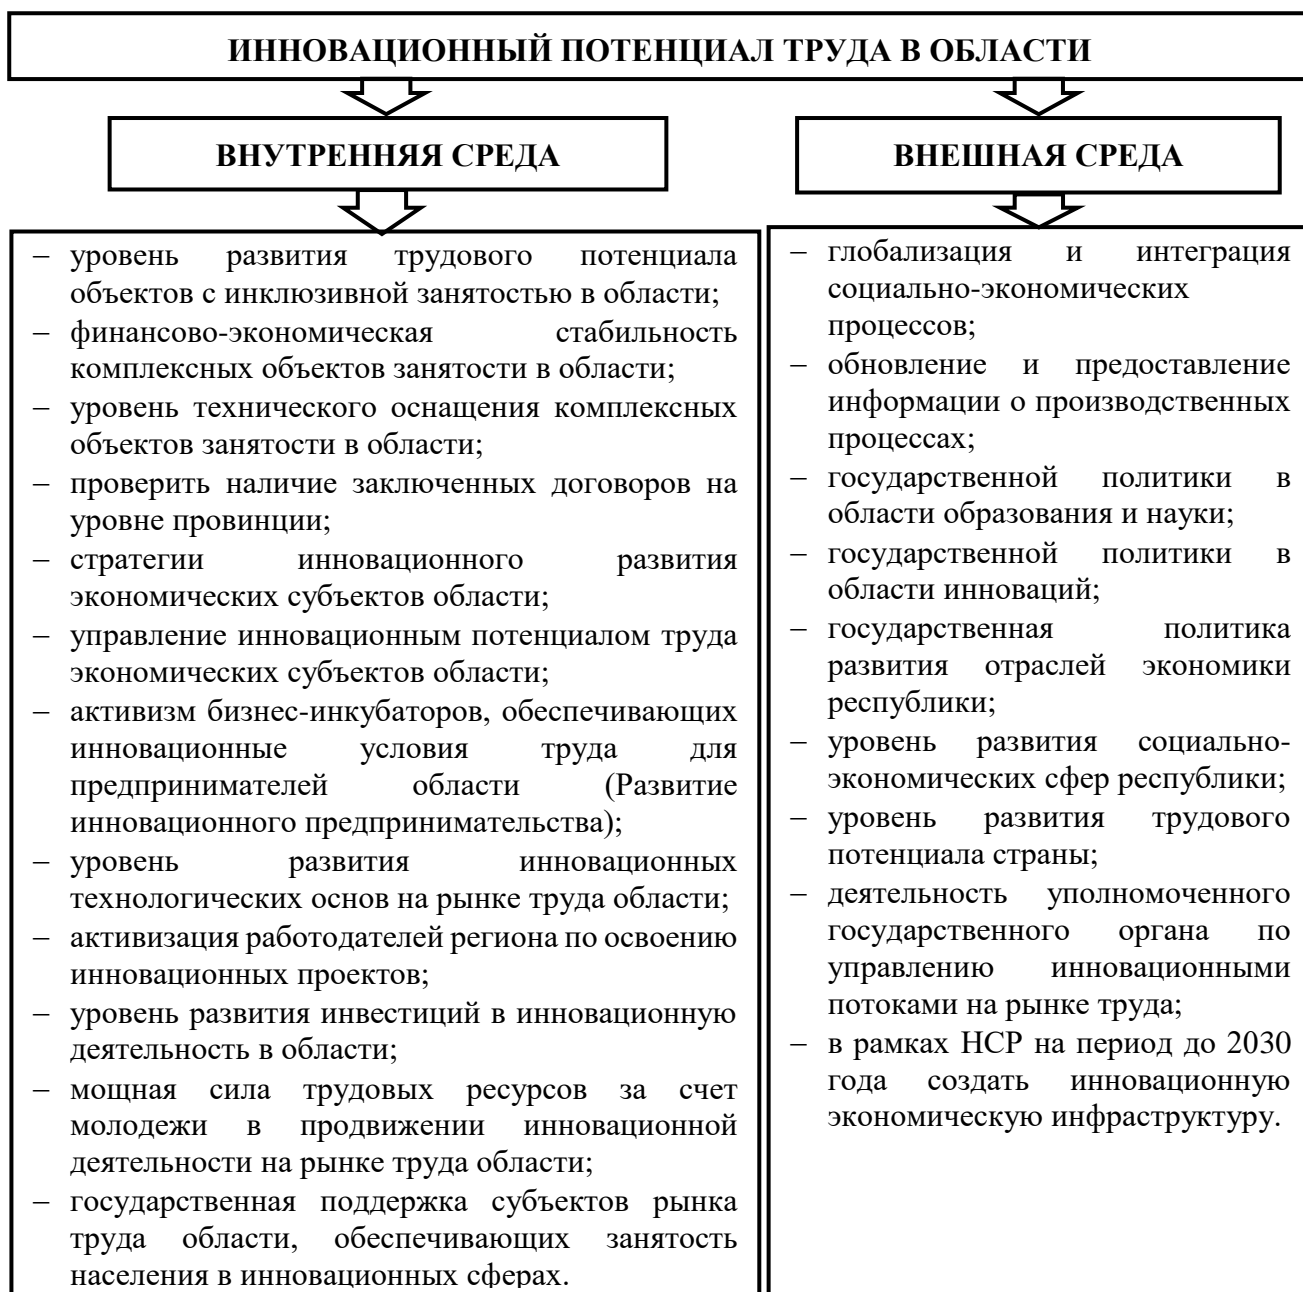 ИННОВАЦИОННЫЙ ПОТЕНЦИАЛ ТРУДА В ОБЛАСТИ
ВНУТРЕННЯЯ СРЕДА
– уровень развития трудового потенциала
объектов с инклюзивной занятостью в области;
– финансово-экономическая стабильность
комплексных объектов занятости в области;
– уровень технического оснащения комплексных
объектов занятости в области;
– проверить наличие заключенных договоров на
уровне провинции;
– стратегии инновационного развития
экономических субъектов области;
– управление инновационным потенциалом труда
экономических субъектов области;
– активизм бизнес-инкубаторов, обеспечивающих
инновационные условия труда для
предпринимателей области (Развитие
инновационного предпринимательства);
– уровень развития инновационных
технологических основ на рынке труда области;
– активизация работодателей региона по освоению
инновационных проектов;
– уровень развития инвестиций в инновационную
деятельность в области;
– мощная сила трудовых ресурсов за счет
молодежи в продвижении инновационной
деятельности на рынке труда области;
– государственная поддержка субъектов рынка
труда области, обеспечивающих занятость
населения в инновационных сферах.
ВНЕШНАЯ СРЕДА
– глобализация и интеграция
социально-экономических
процессов;
– обновление и предоставление
информации о производственных
процессах;
– государственной политики в
области образования и науки;
– государственной политики в
области инноваций;
– государственная политика
развития отраслей экономики
республики;
– уровень развития социально-
экономических сфер республики;
– уровень развития трудового
потенциала страны;
– деятельность уполномоченного
государственного органа по
управлению инновационными
потоками на рынке труда;
– в рамках НСР на период до 2030
года создать инновационную
экономическую инфраструктуру.